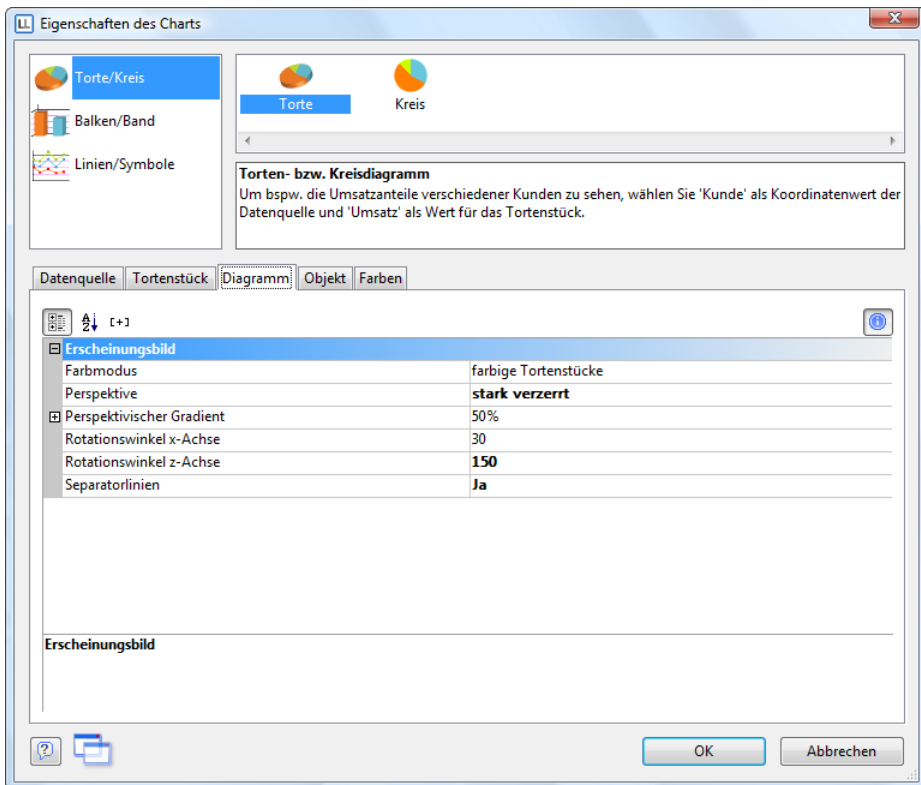 LL Eigenschaften des Charts
Torte/Kreis
Balken/Band
Linien/Symbole
Torte Kreis
Torten- bzw. Kreisdiagramm
Um bspw. die Umsatzanteile verschiedener Kunden zu sehen, wählen Sie 'Kunde' als Koordinatenwert der
Datenquelle und 'Umsatz' als Wert für das Tortenstück.
Datenquelle Tortenstück Diagramm Objekt Farben
Erscheinungsbild
Farbmodus farbige Tortenstücke
Perspektive stark verzerrt
Perspektivischer Gradient 50%
Rotationswinkel x-Achse 30
Rotationswinkel z-Achse 150
Separatorlinien Ja
Erscheinungsbild
OK Abbrechen